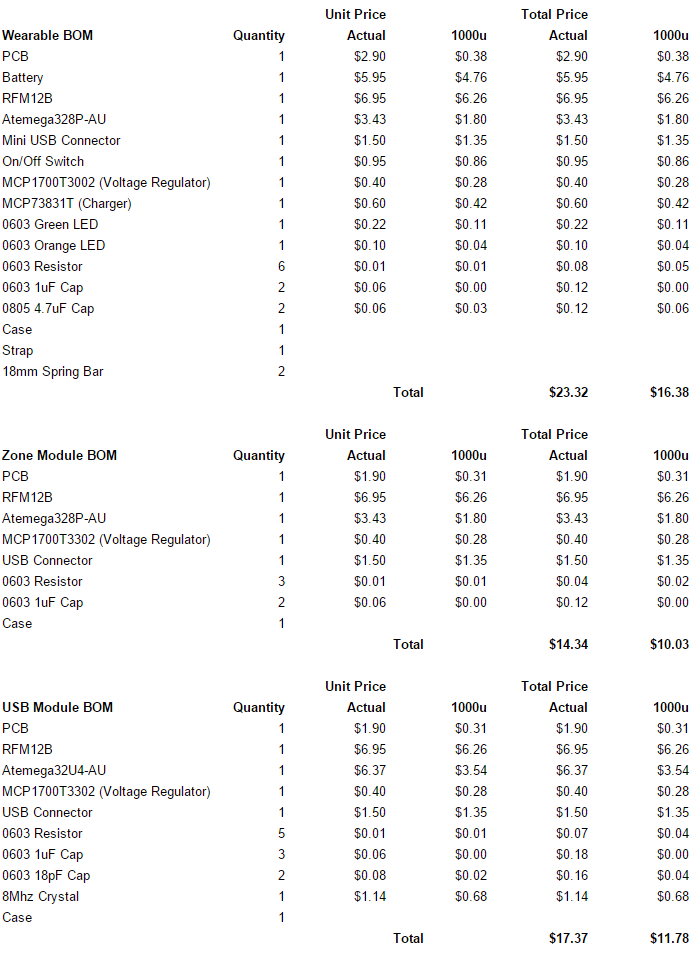 Unit Price Total Price
Wearable BOM Quantity Actual 1000u Actual 1000u
PCB 1 $2.90 $0.38 $2.90 $0.38
Battery 1 $5.95 $4.76 $5.95 $4.76
RFM12B 1 $6.95 $6.26 $6.95 $6.26
Atemega328P-AU 1 $3.43 $1.80 $3.43 $1.80
Mini USB Connector 1 $1.50 $1.35 $1.50 $1.35
On/Off Switch 1 $0.95 $0.86 $0.95 $0.86
MCP1700T3002 (Voltage Regulator) 1 $0.40 $0.28 $0.40 $0.28
MCP73831T (Charger) 1 $0.60 $0.42 $0.60 $0.42
0603 Green LED 1 $0.22 $0.11 $0.22 $0.11
0603 Orange LED 1 $0.10 $0.04 $0.10 $0.04
0603 Resistor 6 $0.01 $0.01 $0.08 $0.05
0603 1uF Cap 2 $0.06 $0.00 $0.12 $0.00
0805 4.7uF Cap 2 $0.06 $0.03 $0.12 $0.06
Case 1
Strap 1
18mm Spring Bar 2
Total $23.32 $16.38
Unit Price Total Price
Zone Module BOM Quantity Actual 1000u Actual 1000u
PCB 1 $1.90 $0.31 $1.90 $0.31
RFM12B 1 $6.95 $6.26 $6.95 $6.26
Atemega328P-AU 1 $3.43 $1.80 $3.43 $1.80
MCP1700T3302 (Voltage Regulator) 1 $0.40 $0.28 $0.40 $0.28
USB Connector 1 $1.50 $1.35 $1.50 $1.35
0603 Resistor 3 $0.01 $0.01 $0.04 $0.02
0603 1uF Cap 2 $0.06 $0.00 $0.12 $0.00
Case 1
Total $14.34 $10.03
Unit Price Total Price
USB Module BOM Quantity Actual 1000u Actual 1000u
PCB 1 $1.90 $0.31 $1.90 $0.31
RFM12B 1 $6.95 $6.26 $6.95 $6.26
Atemega32U4-AU 1 $6.37 $3.54 $6.37 $3.54
MCP1700T3302 (Voltage Regulator) 1 $0.40 $0.28 $0.40 $0.28
USB Connector 1 $1.50 $1.35 $1.50 $1.35
0603 Resistor 5 $0.01 $0.01 $0.07 $0.04
0603 1uF Cap 3 $0.06 $0.00 $0.18 $0.00
0603 18pF Cap 2 $0.08 $0.02 $0.16 $0.04
8Mhz Crystal 1 $1.14 $0.68 $1.14 $0.68
Case 1
Total $17.37 $11.78